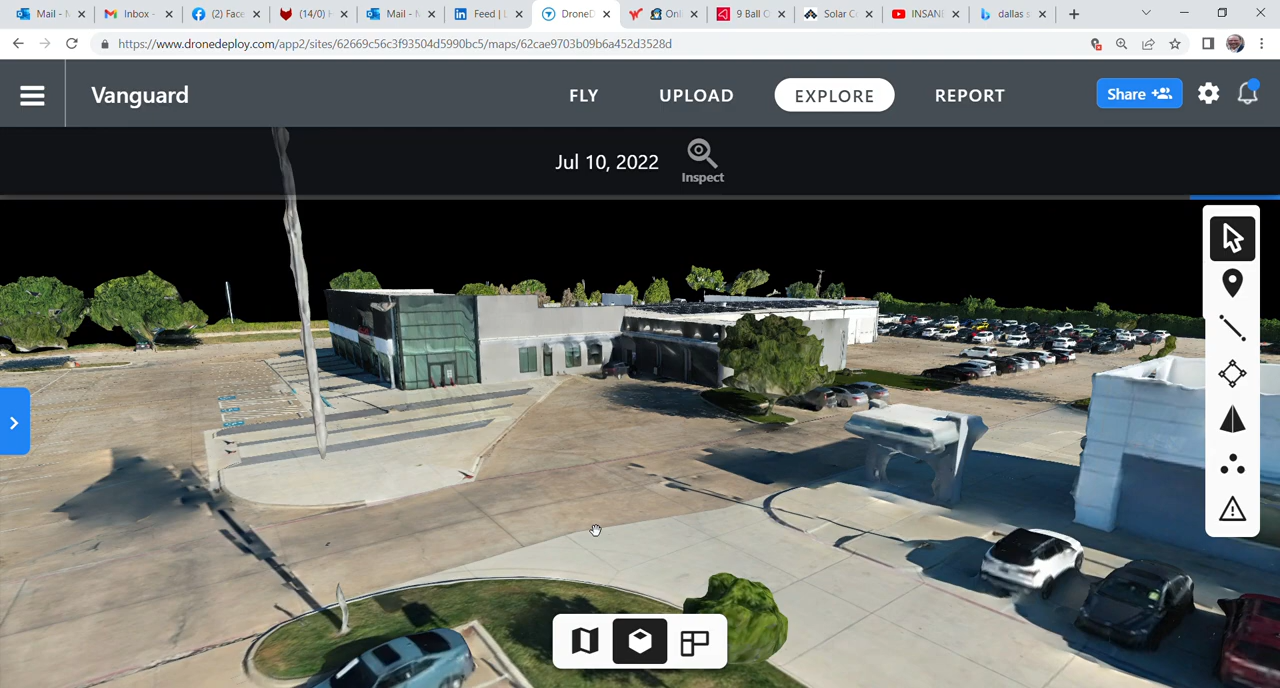 Mail - N
Inbox -
(2) Face
(14/0) H
Mail - N
Feed | L
DroneD
Onl
9 Ball C
Solar C
INSANE
dallas s
https://www.dronedeploy.com/app2/sites/62669c56c3f93504d5990bc5/maps/62cae9703b09b6a452d3528d
Vanguard
FLY
UPLOAD
EXPLORE
REPORT
Share
Jul 10, 2022
Inspect